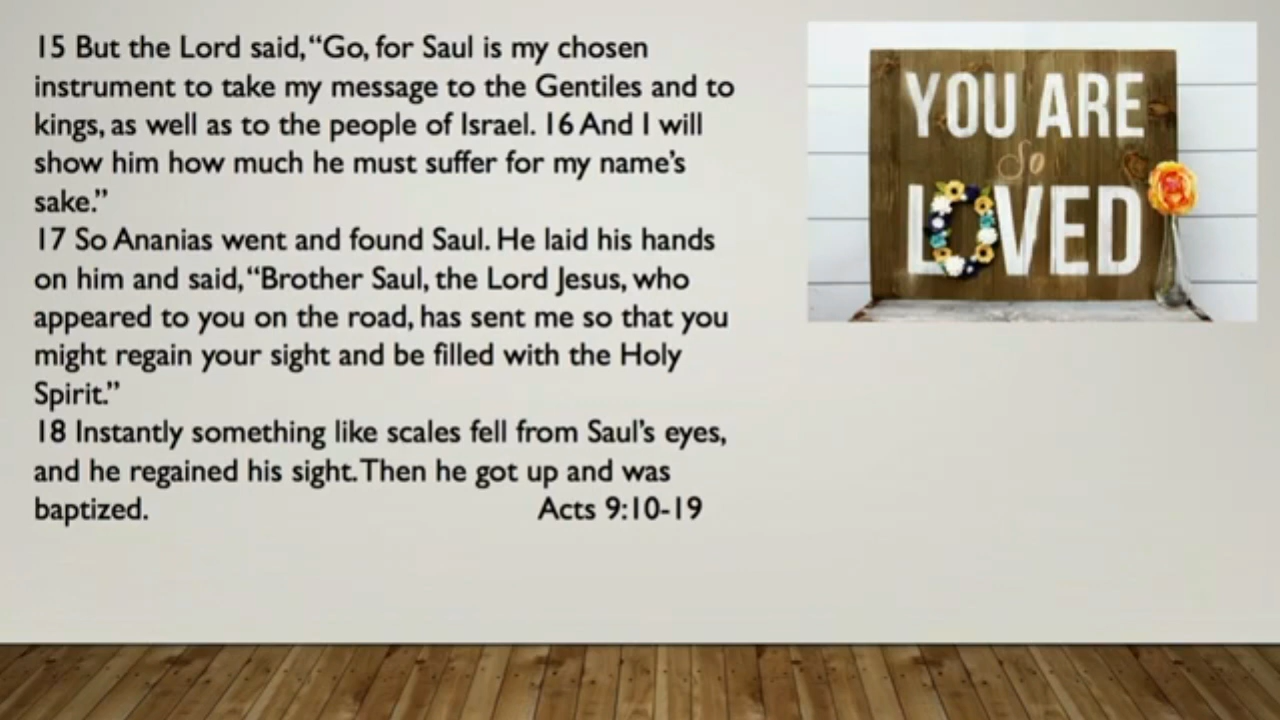 15 But the Lord said, “Go, for Saul is my chosen
instrument to take my message to the Gentiles and to
kings, as well as to the people of Israel. 16 And I will
show him how much he must suffer for my name’s
sake.”
17 So Ananias went and found Saul. He laid his hands
on him and said, “Brother Saul, the Lord Jesus, who
appeared to you on the road, has sent me so that you
might regain your sight and be filled with the Holy
Spirit.”
18 Instantly something like scales fell from Saul’s eyes,
and he regained his sight. Then he got up and was
baptized. Acts 9:10-19
YOU ARE
So
LOVED